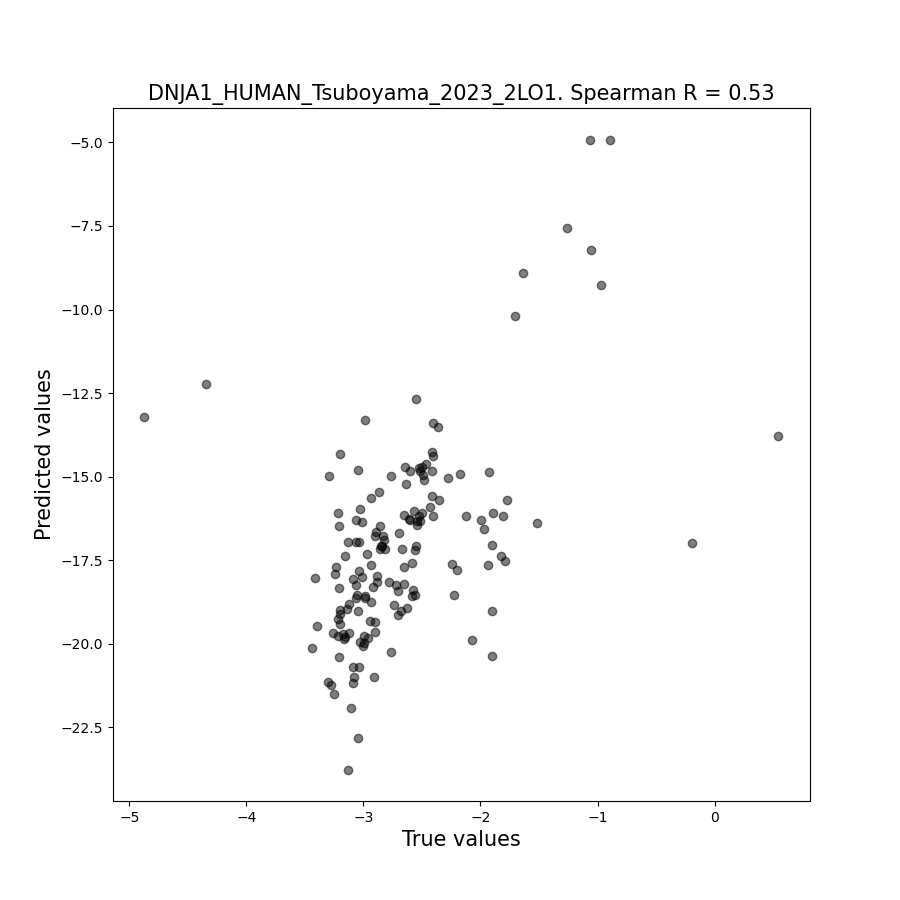 DNJA1_HUMAN_Tsuboyama_2023_2LO1. Spearman R = 0.53
Predicted values
−5.0
−7.5
−10.0
−12.5
−15.0
−17.5
−20.0
−22.5
−5 −4 −3 −2 −1 0
True values